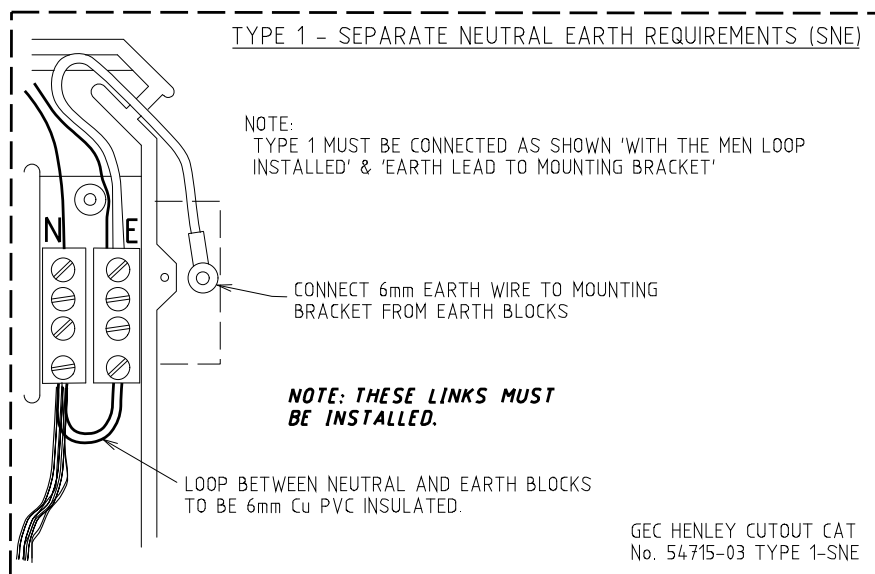 TYPE 1 - SEPARATE NEUTRAL EARTH REQUIREMENTS (SNE)
NOTE:
TYPE 1 MUST BE CONNECTED AS SHOWN 'WITH THE MEN LOOP
INSTALLED' & 'EARTH LEAD TO MOUNTING BRACKET'
N E
CONNECT 6mm EARTH WIRE TO MOUNTING
BRACKET FROM EARTH BLOCKS
NOTE: THESE LINKS MUST
BE INSTALLED.
LOOP BETWEEN NEUTRAL AND EARTH BLOCKS
TO BE 6mm Cu PVC INSULATED.
GEC HENLEY CUTOUT CAT
No. 54715-03 TYPE 1-SNE